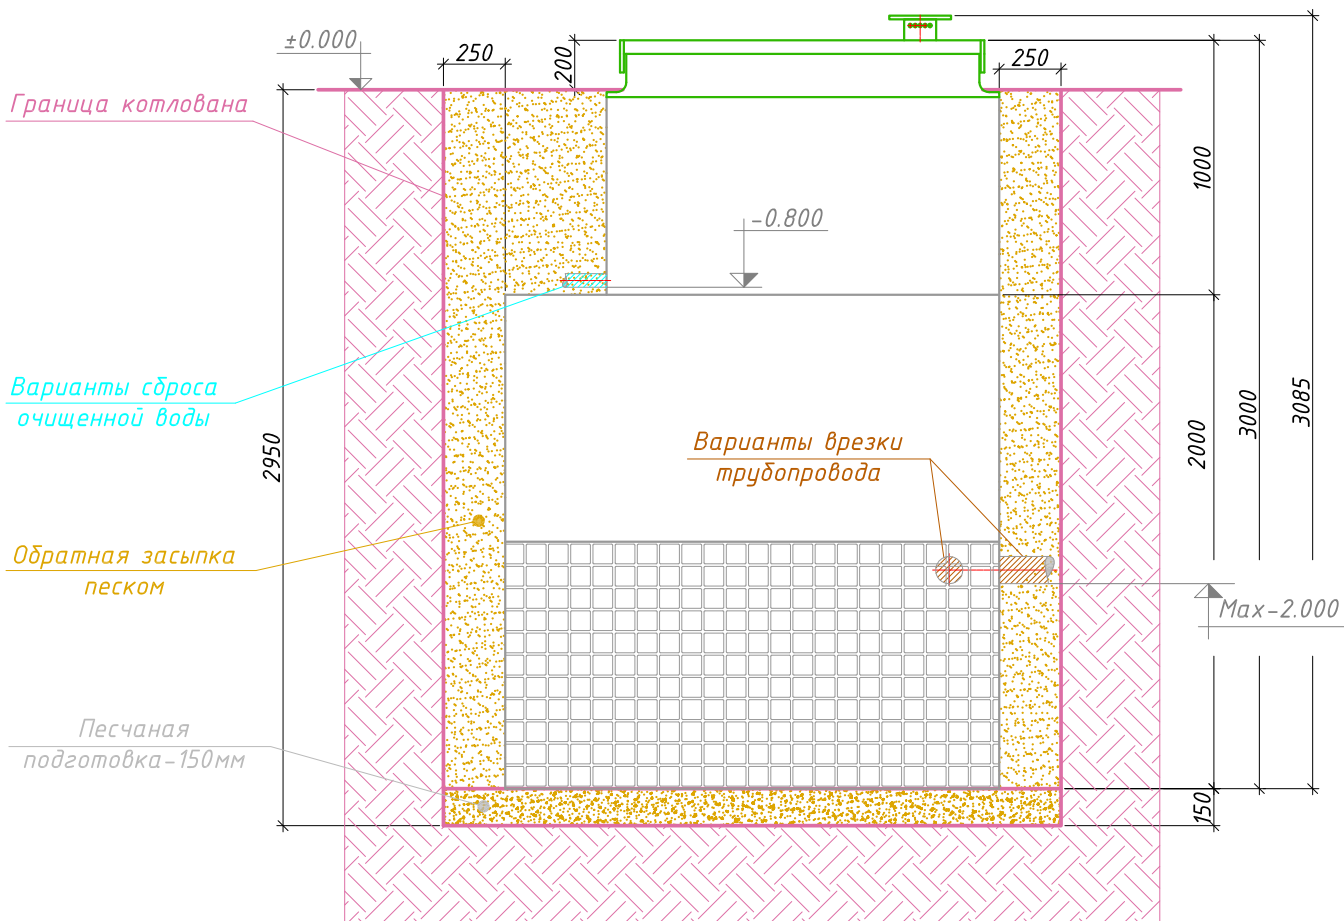 ±0.000
250
200
250
Граница котлована
1000
-0.800
Варианты сброса
очищенной воды
2950
Варианты врезки
трубопровода
2000
3000
3085
Обратная засыпка
песком
Max-2.000
Песчаная
подготовка-150мм
150